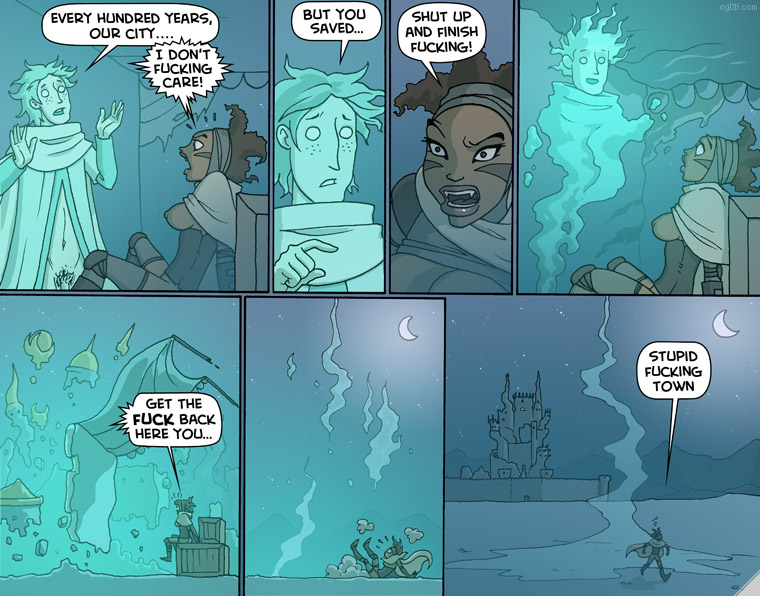 oglaf.com
EVERY HUNDRED YEARS,
OUR CITY....
I DON'T
FUCKING
CARE!
BUT YOU
SAVED...
SHUT UP
AND FINISH
FUCKING!
GET THE
FUCK BACK
HERE YOU...
STUPID
FUCKING
TOWN